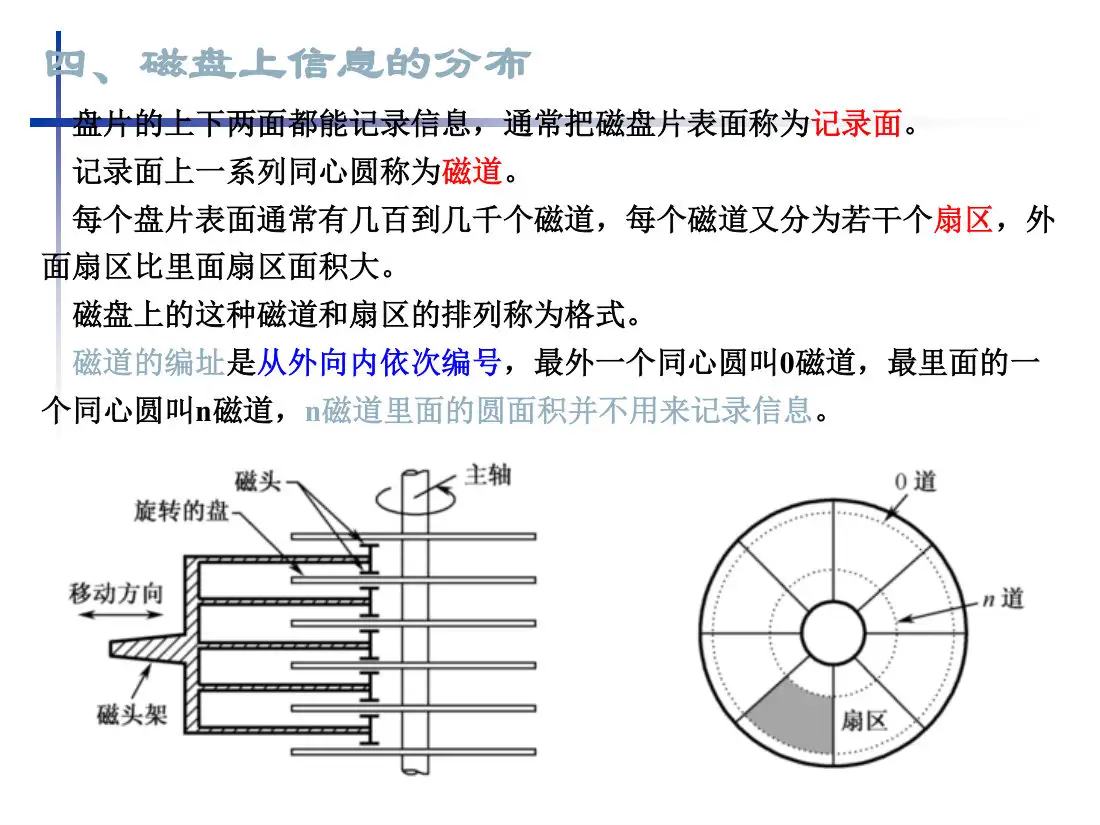 四、磁盘上信息的分布
盘片的上下两面都能记录信息，通常把磁盘片表面称为记录面。
记录面上一系列同心圆称为磁道。
每个盘片表面通常有几百到几千个磁道，每个磁道又分为若干个扇区，外
面扇区比里面扇区面积大。
磁盘上的这种磁道和扇区的排列称为格式。
磁道的编址是从外向内依次编号，最外一个同心圆叫0磁道，最里面的一
个同心圆叫n磁道，n磁道里面的圆面积并不用来记录信息。
磁头
主轴
旋转的盘
移动方向
磁头架
0 道
n 道
扇区